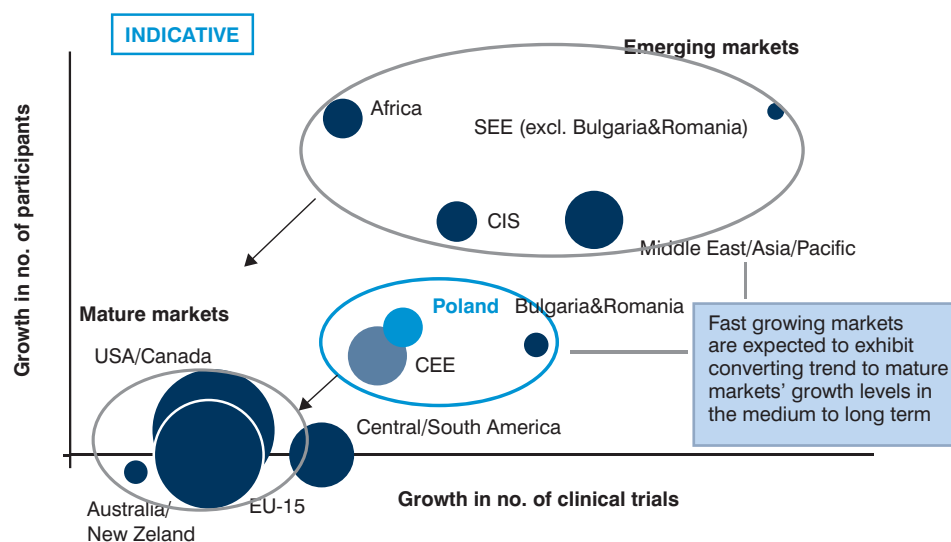 INDICATIVE
Emerging markets
Africa
SEE (excl. Bulgaria&Romania)
CIS
Middle East/Asia/Pacific
Growth in no. of participants
Mature markets
Poland
Bulgaria&Romania
USA/Canada
CEE
Fast growing markets
are expected to exhibit
converting trend to mature
markets' growth levels in
the medium to long term
Central/South America
Growth in no. of clinical trials
Australia/
New Zeland
EU-15